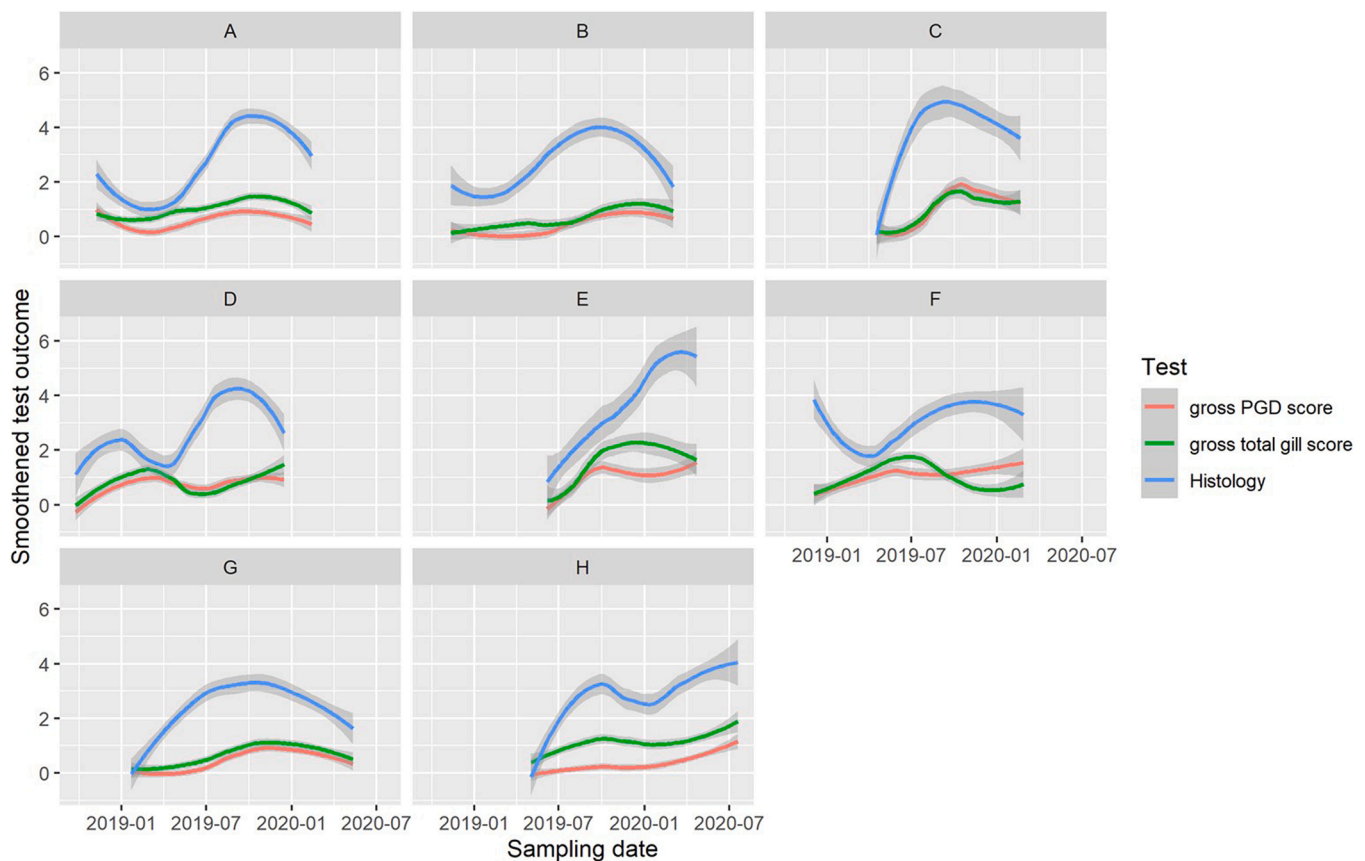 A
B
C
6
4
2
0
D
E
F
6
4
2
0
2019-01
2019-07
2020-01
2020-07
G
H
6
4
2
0
2019-01
2019-07
2020-01
2020-07
2019-01
2019-07
2020-01
2020-07
Sampling date
Smoothened test outcome
Test
gross PGD score
gross total gill score
Histology